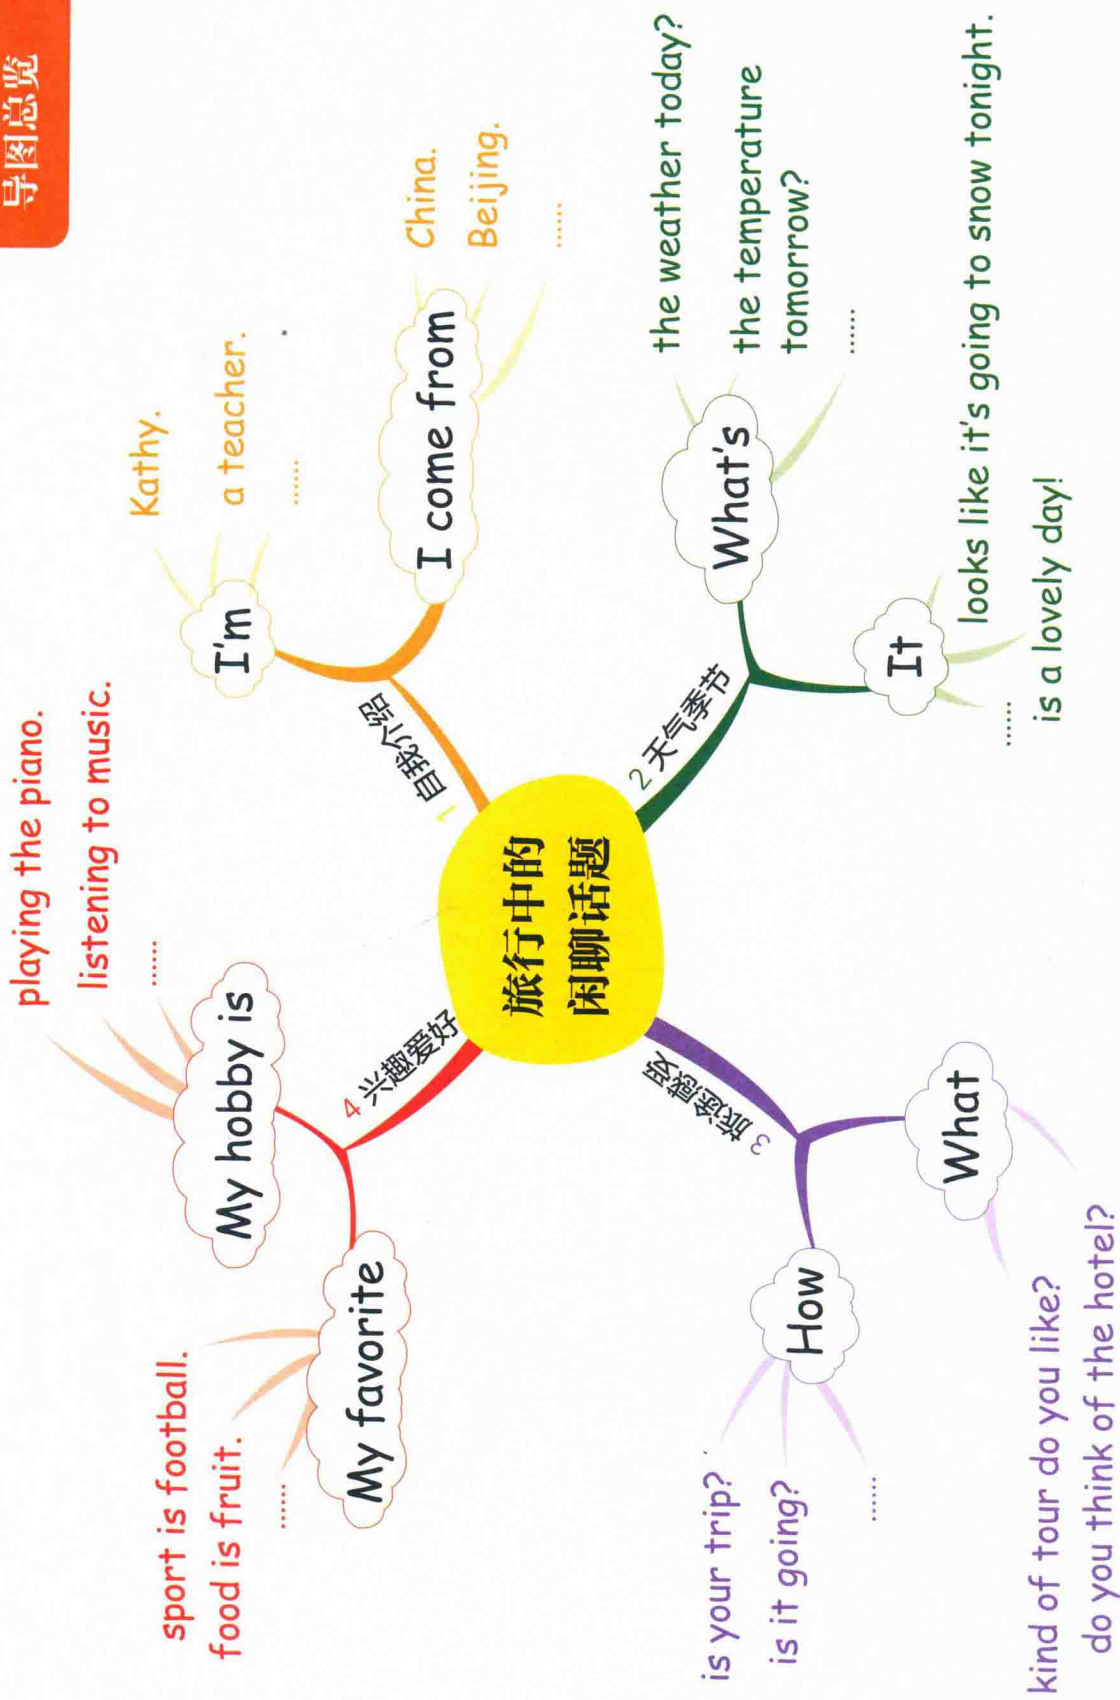 导图总览
旅行中的
闲聊话题
1 自我介绍
I'm
Kathy.
a teacher.
......
I come from
China.
Beijing.
......
2 天气季节
What's
the weather today?
the temperature
tomorrow?
......
It
looks like it's going to snow tonight.
is a lovely day!
......
3 旅途感受
How
is your trip?
is it going?
......
What
kind of tour do you like?
do you think of the hotel?
4 兴趣爱好
My hobby is
playing the piano.
listening to music.
......
My favorite
sport is football.
food is fruit.
......